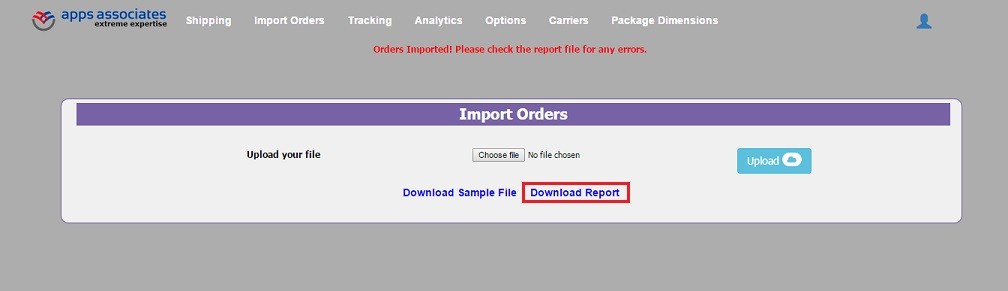 apps associates
extreme expertise
Shipping Import Orders Tracking Analytics Options Carriers Package Dimensions
Orders Imported! Please check the report file for any errors.
Import Orders
Upload your file Choose file No file chosen Upload
Download Sample File Download Report